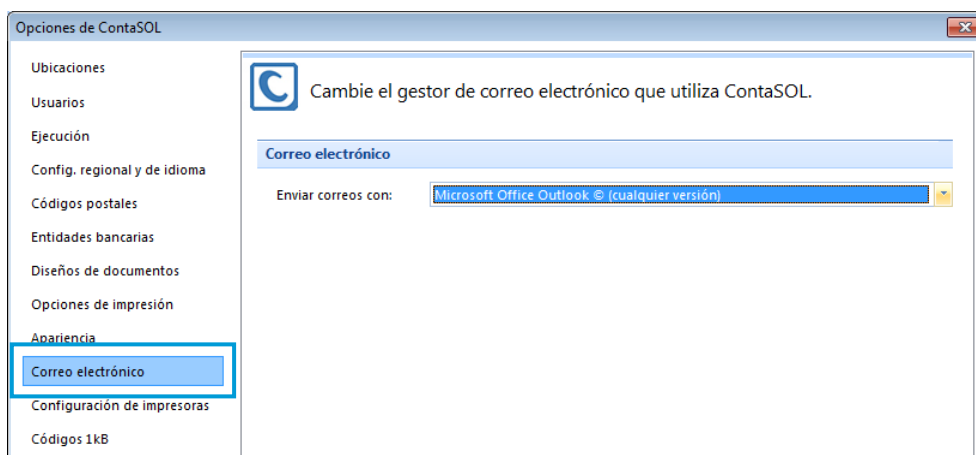 Opciones de ContaSOL
Ubicaciones
Usuarios
Ejecución
Config. regional y de idioma
Códigos postales
Entidades bancarias
Diseños de documentos
Opciones de impresión
Apariencia
Correo electrónico
Configuración de impresoras
Códigos 1kB
C
Cambie el gestor de correo electrónico que utiliza ContaSOL.
Correo electrónico
Enviar correos con: Microsoft Office Outlook © (cualquier versión)